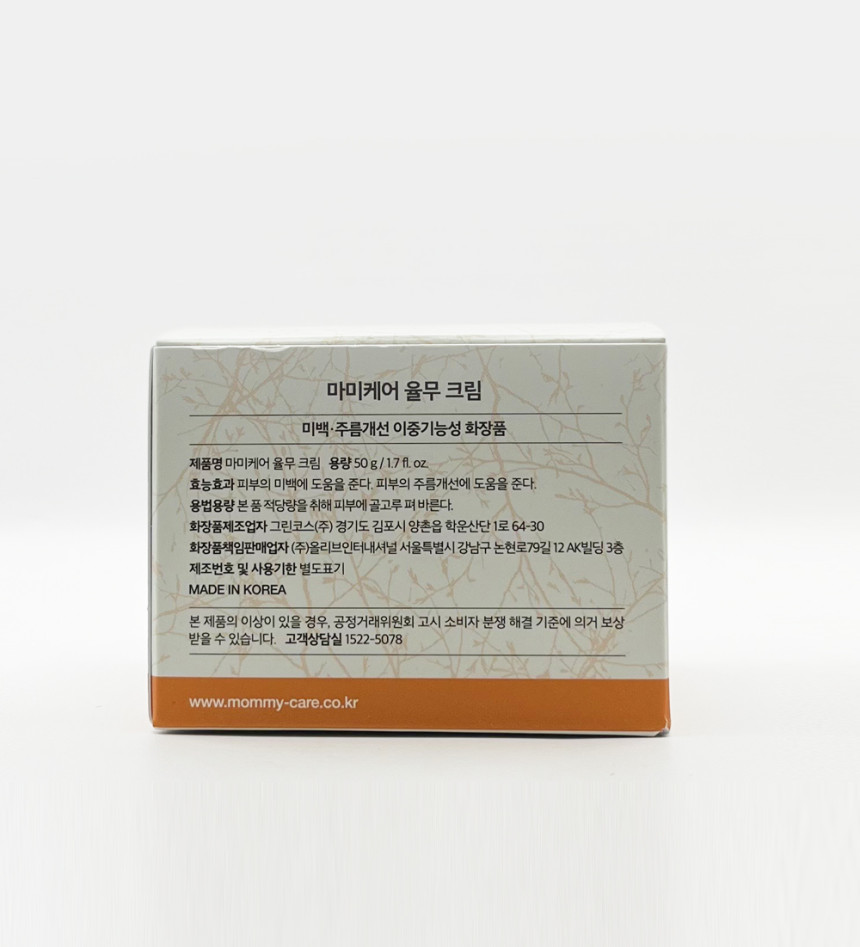 마미케어 율무 크림
미백·주름개선 이중기능성 화장품
제품명 마미케어 율무 크림 용량 50 g / 1.7 fl. oz.
효능효과 피부의 미백에 도움을 준다. 피부의 주름개선에 도움을 준다.
용법용량 본 품 적당량을 취해 피부에 골고루 펴 바른다.
화장품제조업자 그린코스(주) 경기도 김포시 양촌읍 학운산단 1로 64-30
화장품책임판매업자 (주)올리브인터내셔널 서울특별시 강남구 논현로79길 12 AK빌딩 3층
제조번호 및 사용기한 별도표기
MADE IN KOREA
본 제품의 이상이 있을 경우, 공정거래위원회 고시 소비자 분쟁 해결 기준에 의거 보상
받을 수 있습니다. 고객상담실 1522-5078
www.mommy-care.co.kr